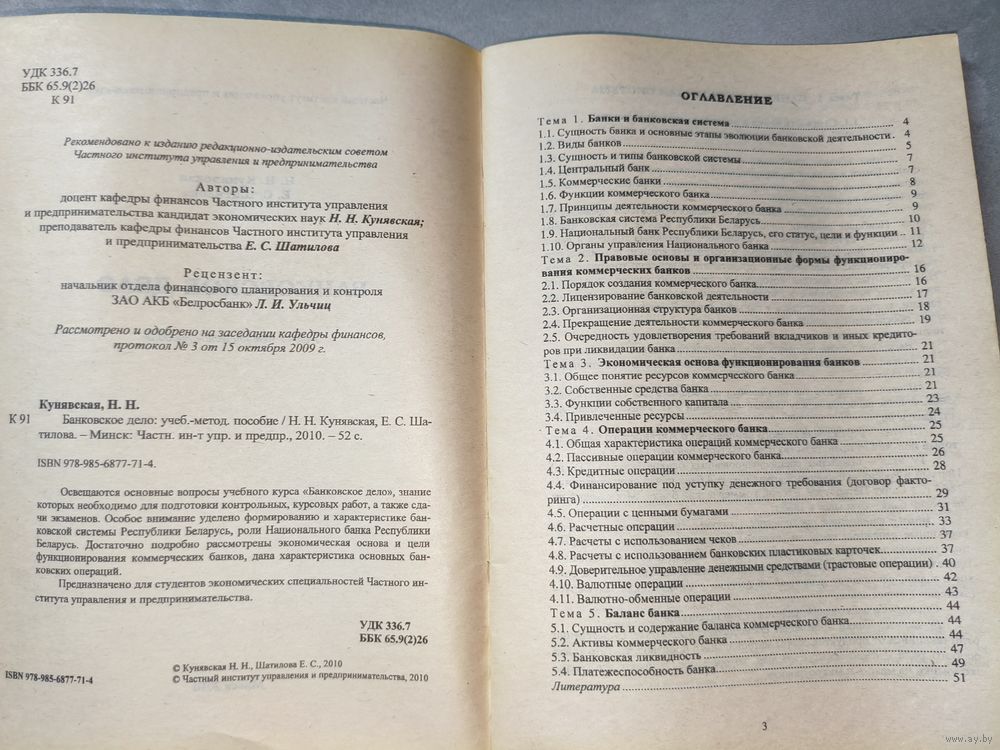 УДК 336.7
ББК 65.9(2)26
К 91
Рекомендовано к изданию редакционно-издательским советом
Частного института управления и предпринимательства
Авторы:
доцент кафедры финансов Частного института управления
и предпринимательства кандидат экономических наук Н. Н. Кунявская;
преподаватель кафедры финансов Частного института управления
и предпринимательства Е. С. Шатилова
Рецензент:
начальник отдела финансового планирования и контроля
ЗАО АКБ «Белросбанк» Л. И. Ульчиц
Рассмотрено и одобрено на заседании кафедры финансов,
протокол № 3 от 15 октября 2009 г.
Кунявская, Н. Н.
К 91 Банковское дело: учеб.-метод. пособие / Н. Н. Кунявская, Е. С. Ша-
тилова. – Минск: Частн. ин-т упр. и предпр., 2010. – 52 с.
ISBN 978-985-6877-71-4.
Освещаются основные вопросы учебного курса «Банковское дело», знание
которых необходимо для подготовки контрольных, курсовых работ, а также сда-
чи экзаменов. Особое внимание уделено формированию и характеристике бан-
ковской системы Республики Беларусь, роли Национального банка Республики
Беларусь. Достаточно подробно рассмотрены экономическая основа и цели
функционирования коммерческих банков, дана характеристика основных бан-
ковских операций.
Предназначено для студентов экономических специальностей Частного ин-
ститута управления и предпринимательства.
УДК 336.7
ББК 65.9(2)26
ISBN 978-985-6877-71-4
© Кунявская Н. Н., Шатилова Е. С., 2010
© Частный институт управления и предпринимательства, 2010
ОГЛАВЛЕНИЕ
Тема 1. Банки и банковская система 4
1.1. Сущность банка и основные этапы эволюции банковской деятельности. 4
1.2. Виды банков 5
1.3. Сущность и типы банковской системы 7
1.4. Центральный банк 7
1.5. Коммерческие банки 8
1.6. Функции коммерческого банка 9
1.7. Принципы деятельности коммерческого банка 9
1.8. Банковская система Республики Беларусь 10
1.9. Национальный банк Республики Беларусь, его статус, цели и функции .. 11
1.10. Органы управления Национального банка 12
Тема 2. Правовые основы и организационные формы функциониро-
вания коммерческих банков 16
2.1. Порядок создания коммерческого банка 16
2.2. Лицензирование банковской деятельности 17
2.3. Организационная структура банков 18
2.4. Прекращение деятельности коммерческого банка 19
2.5. Очередность удовлетворения требований вкладчиков и иных кредито-
ров при ликвидации банка 21
Тема 3. Экономическая основа функционирования банков 21
3.1. Общее понятие ресурсов коммерческого банка 21
3.2. Собственные средства банка 21
3.3. Функции собственного капитала 23
3.4. Привлеченные ресурсы 24
Тема 4. Операции коммерческого банка 25
4.1. Общая характеристика операций коммерческого банка 25
4.2. Пассивные операции коммерческого банка 26
4.3. Кредитные операции 28
4.4. Финансирование под уступку денежного требования (договор факто-
ринга) 29
4.5. Операции с ценными бумагами 31
4.6. Расчетные операции 33
4.7. Расчеты с использованием чеков 37
4.8. Расчеты с использованием банковских пластиковых карточек 37
4.9. Доверительное управление денежными средствами (трастовые операции) . 40
4.10. Валютные операции 42
4.11. Валютно-обменные операции 43
Тема 5. Баланс банка 44
5.1. Сущность и содержание баланса коммерческого банка 44
5.2. Активы коммерческого банка 44
5.3. Банковская ликвидность 47
5.4. Платежеспособность банка 49
Литература 51
3
www.ay.by